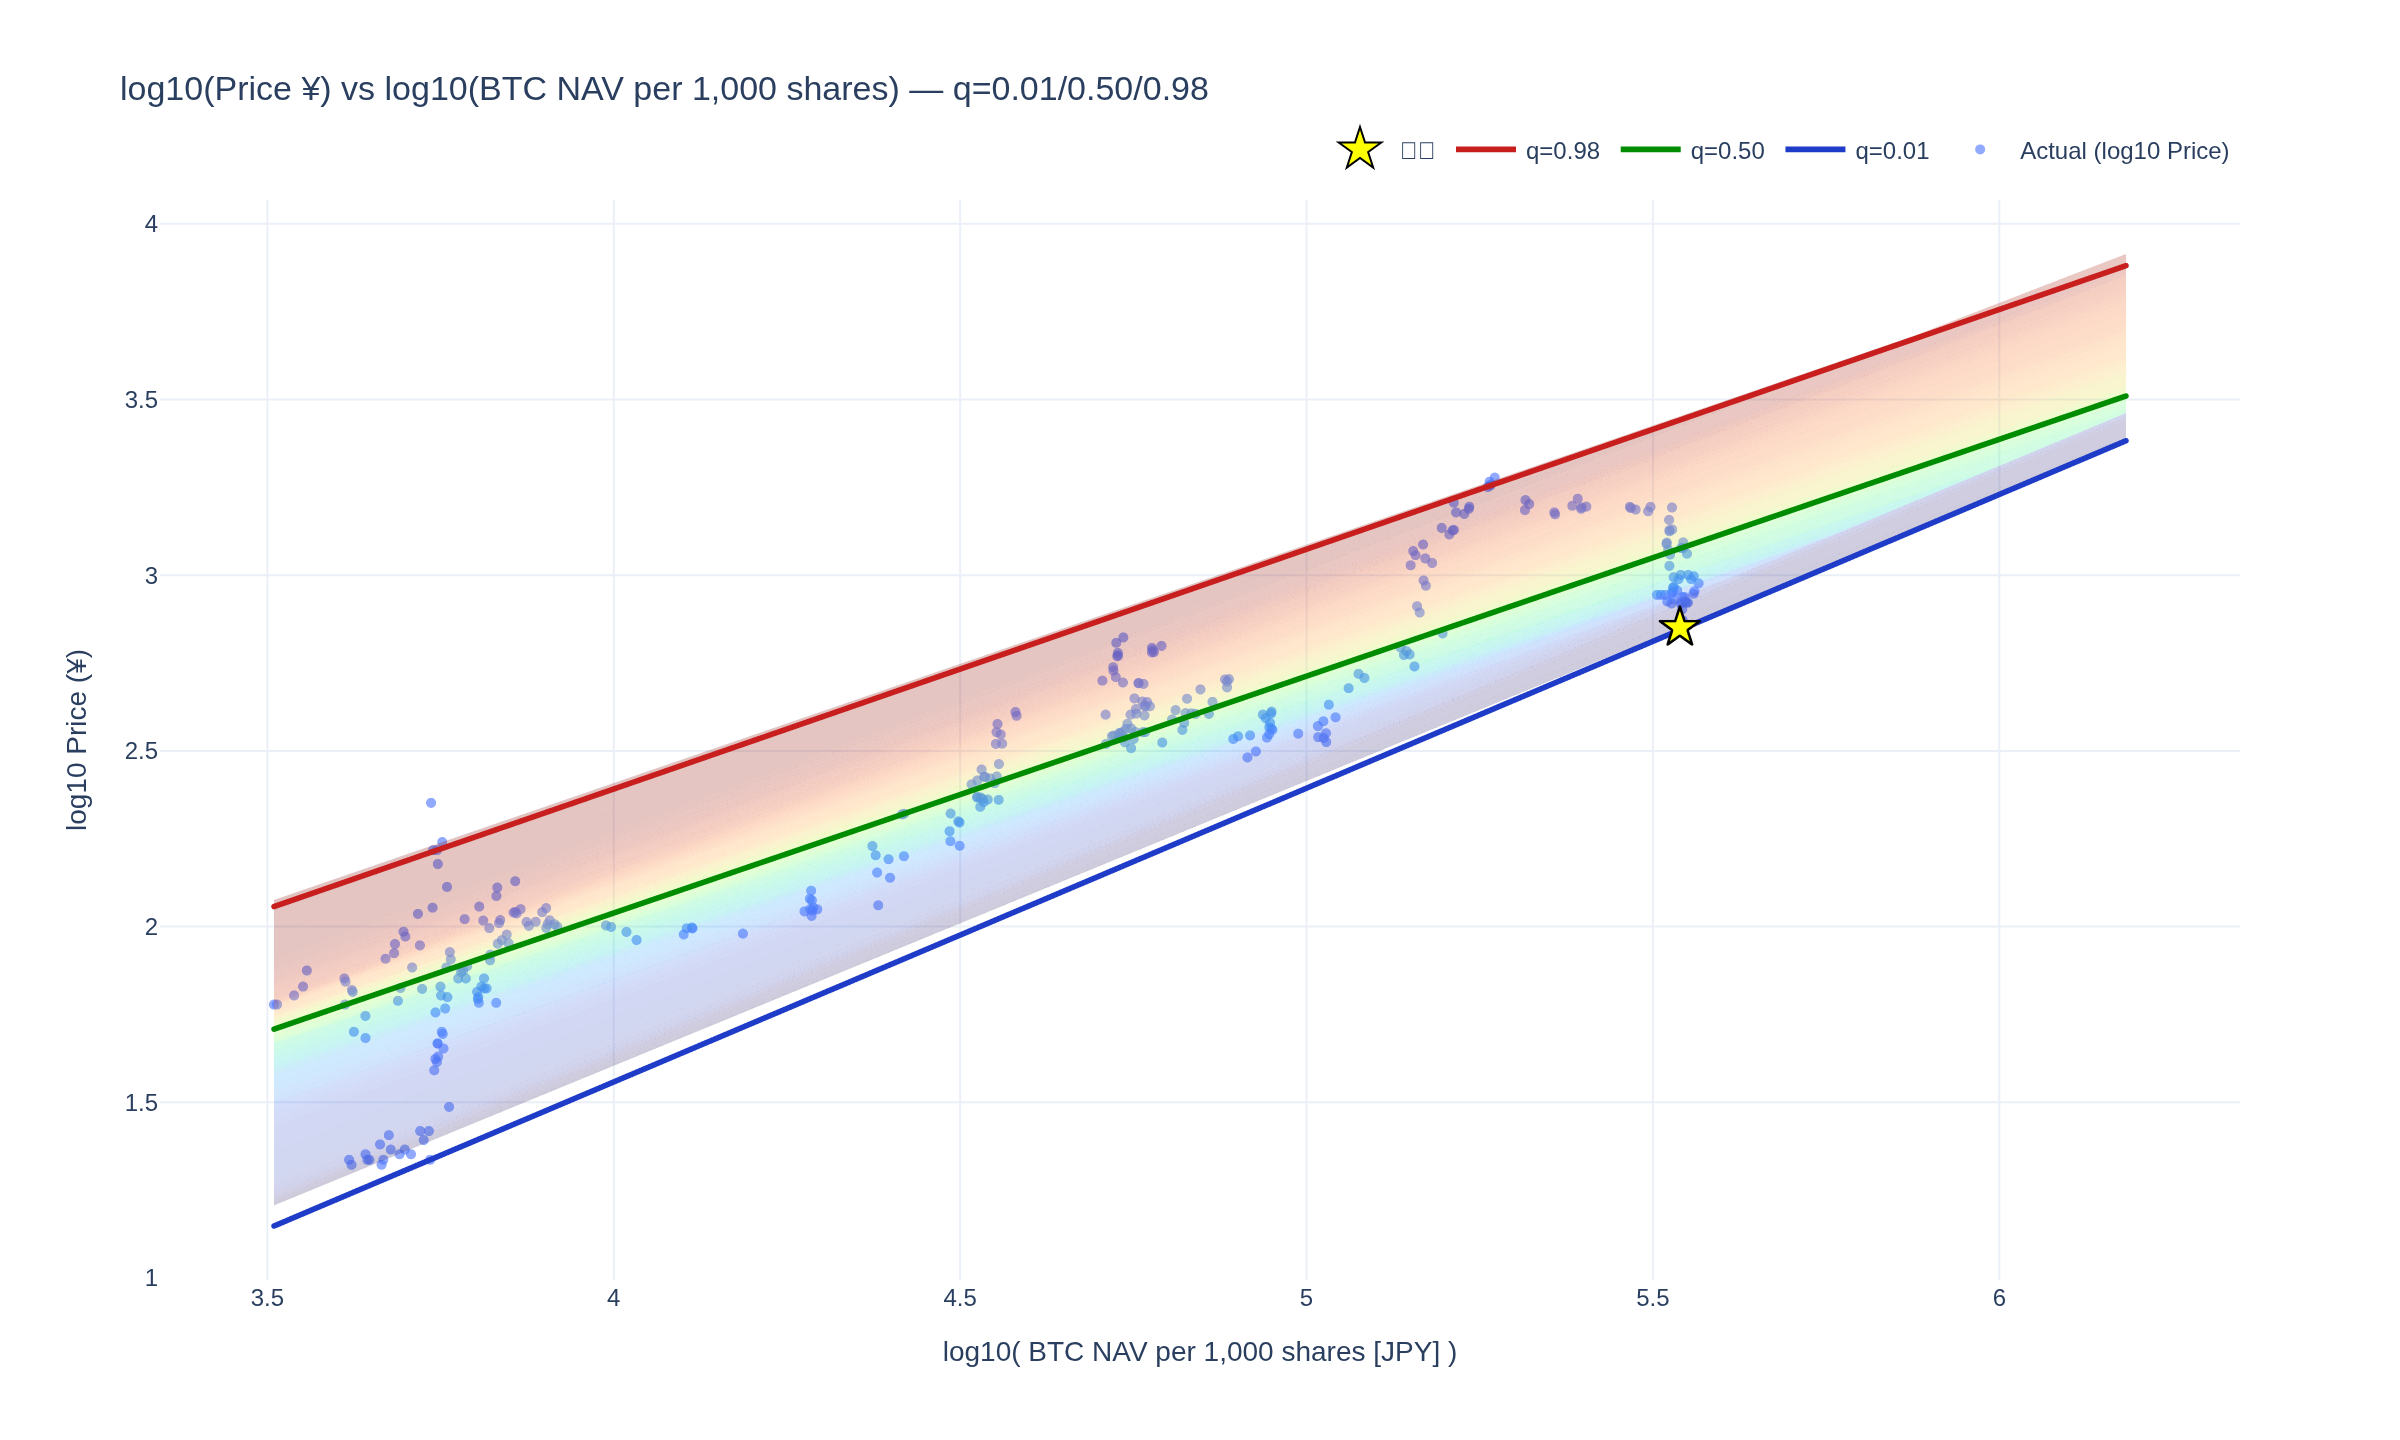 log10(Price ¥) vs log10(BTC NAV per 1,000 shares) — q=0.01/0.50/0.98
q=0.98 q=0.50 q=0.01 Actual (log10 Price)
4
3.5
3
2.5
2
1.5
1
log10 Price (¥)
3.5 4 4.5 5 5.5 6
log10( BTC NAV per 1,000 shares [JPY] )